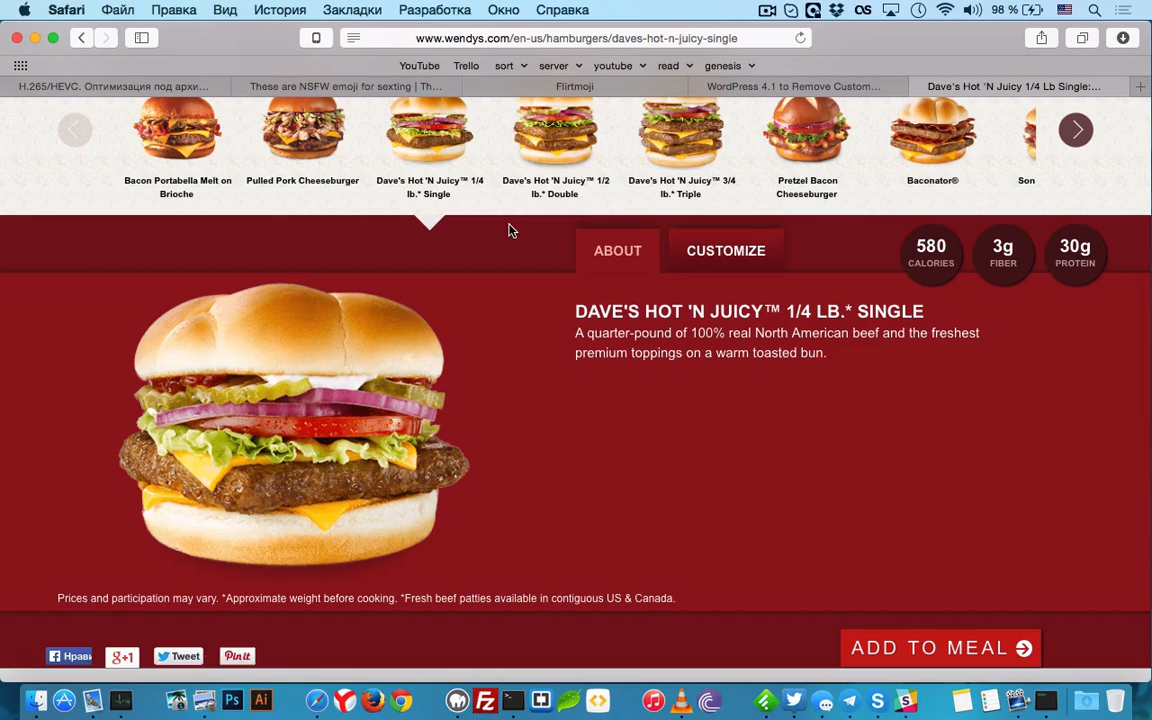 Safari Файл Правка Вид История Закладки Разработка Окно Справка 98 %
www.wendys.com/en-us/hamburgers/daves-hot-n-juicy-single
YouTube Trello sort server youtube read genesis
H.265/HEVC. Оптимизация под архи... These are NSFW emoji for sexting | Th... Flirtmoji WordPress 4.1 to Remove Custom... Dave's Hot 'N Juicy 1/4 Lb Single:...
Bacon Portabella Melt on Brioche
Pulled Pork Cheeseburger
Dave's Hot 'N Juicy™ 1/4 lb.* Single
Dave's Hot 'N Juicy™ 1/2 lb.* Double
Dave's Hot 'N Juicy™ 3/4 lb.* Triple
Pretzel Bacon Cheeseburger
Baconator®
Son
ABOUT CUSTOMIZE
580 CALORIES
3g FIBER
30g PROTEIN
DAVE'S HOT 'N JUICY™ 1/4 LB.* SINGLE
A quarter-pound of 100% real North American beef and the freshest
premium toppings on a warm toasted bun.
Prices and participation may vary. *Approximate weight before cooking. *Fresh beef patties available in contiguous US & Canada.
ADD TO MEAL
Нрави +1 Tweet Pin it
Ps Ai Fz